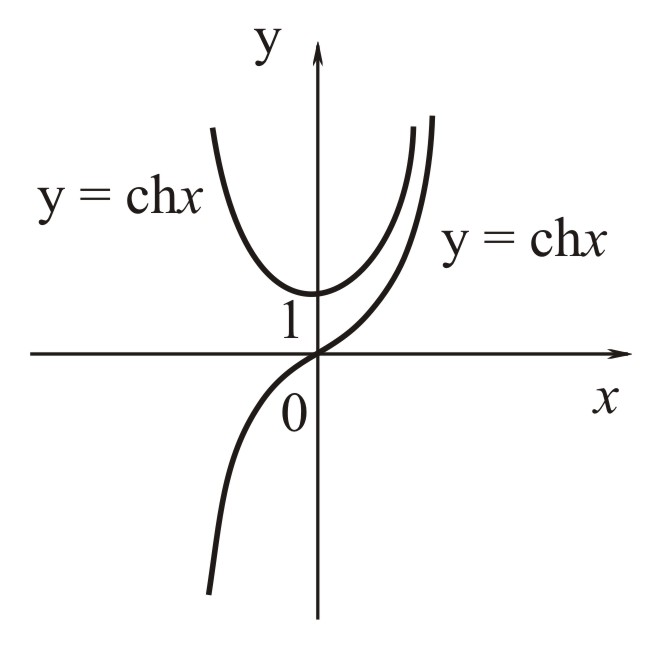 y
y = chx
y = chx
1
x
0